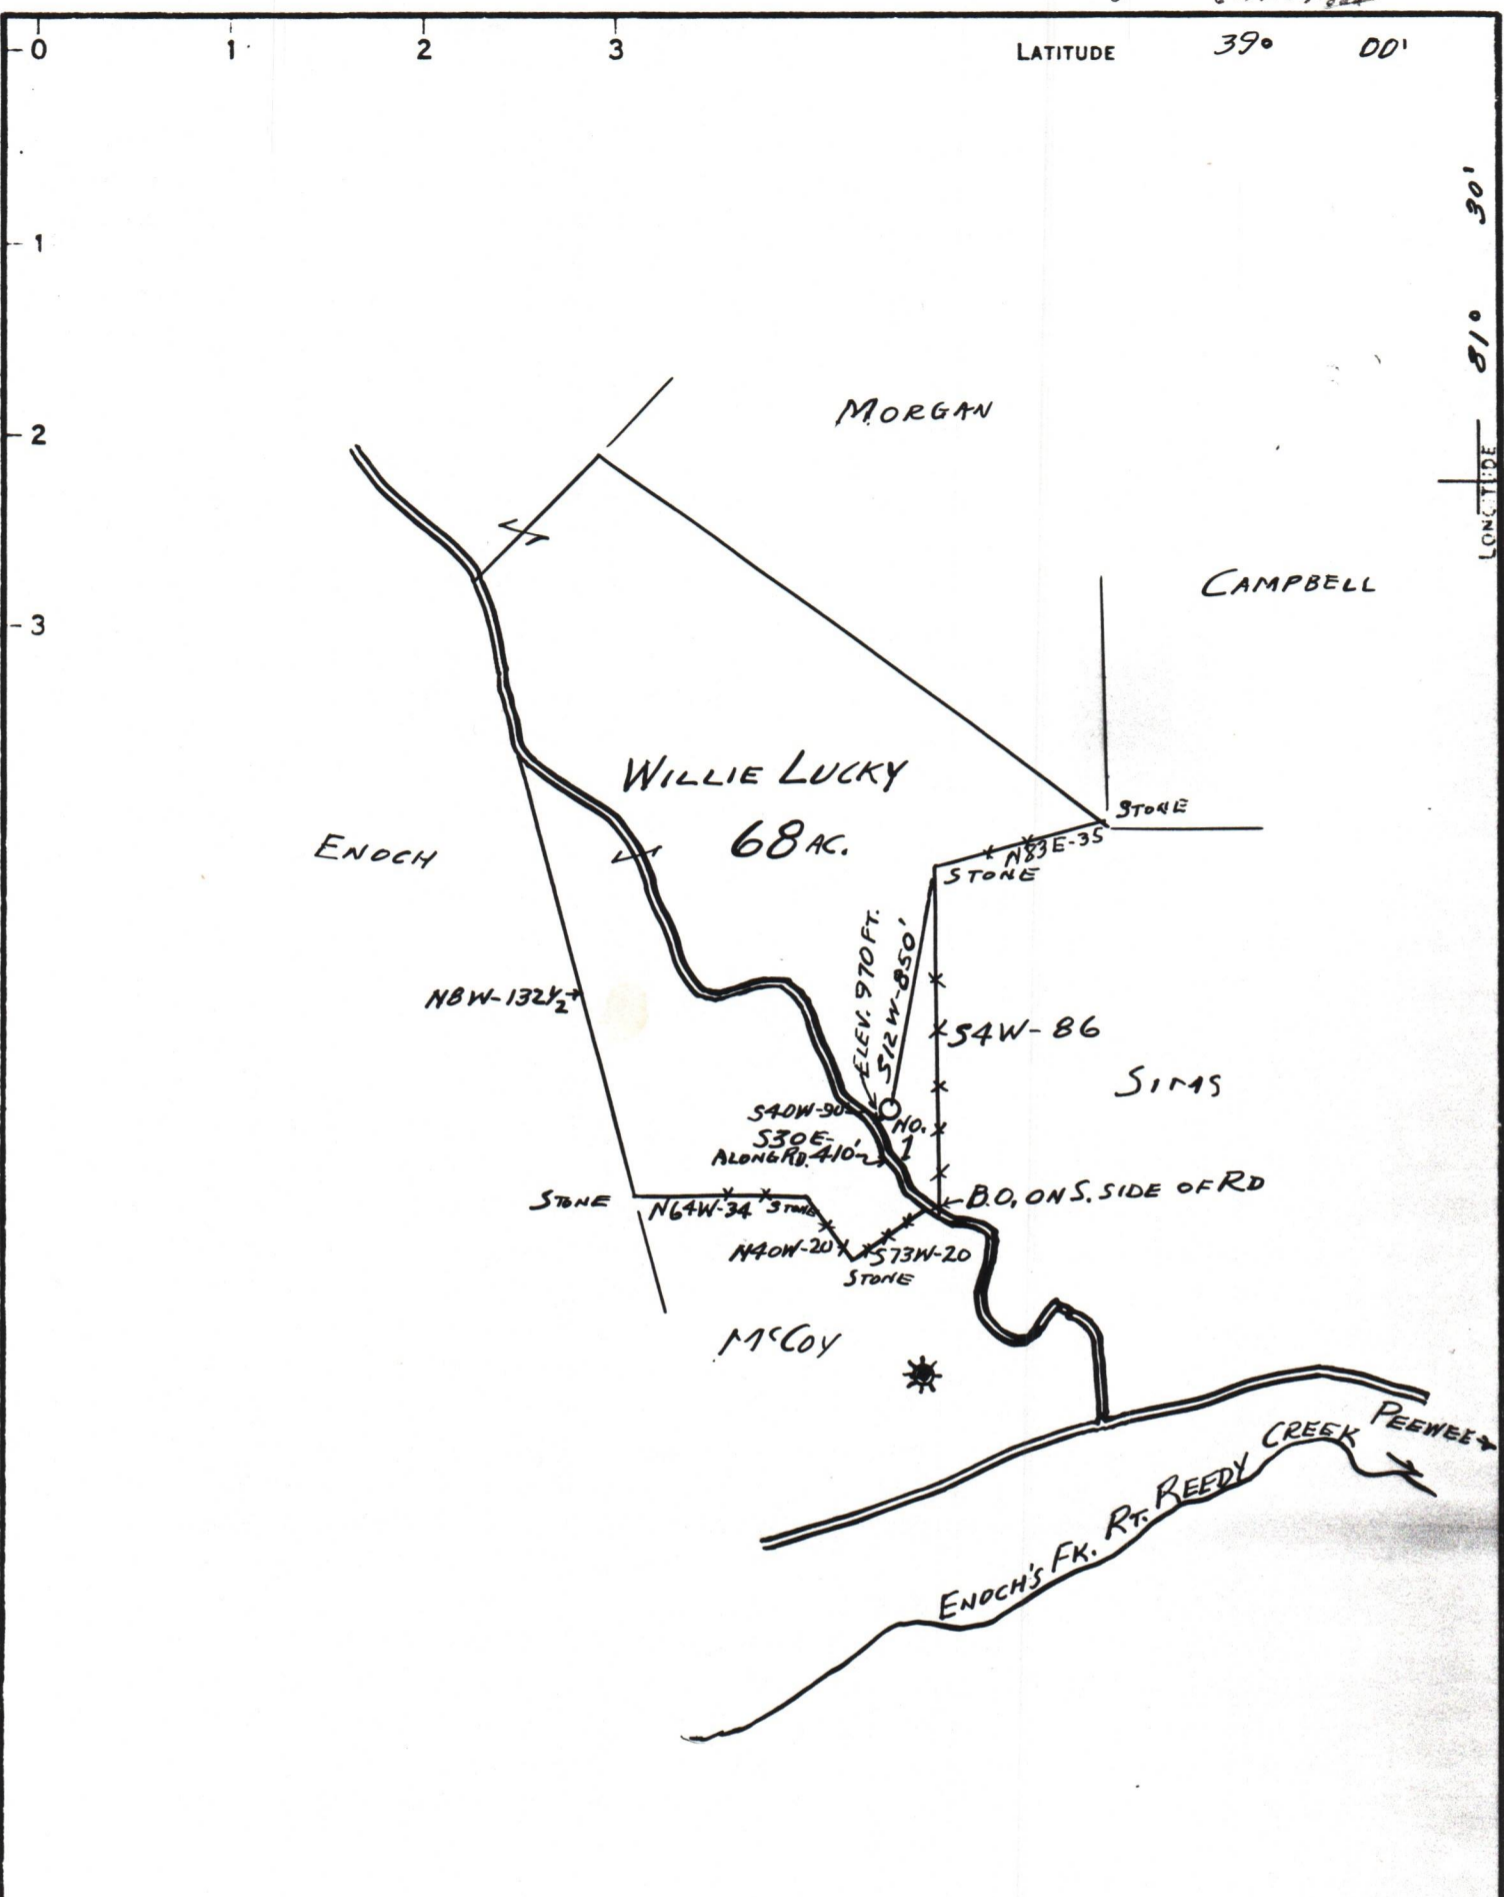 0 1 2 3 LATITUDE 39° 00'
1
2
3
81° 30'
LONGITUDE
MORGAN
CAMPBELL
WILLIE LUCKY
68 AC.
ENOCH
STONE
N83E-35
STONE
ELEV. 970FT.
S12W-850'
N8W-132½
S4W-86
SIMS
S40W-90
NO.
1
S30E-
ALONG RD. 410'
B.O. ON S. SIDE OF RD
STONE
N64W-34 STONE
N40W-20
S73W-20
STONE
McCOY
PEEWEE
ENOCH'S FK. RT. REEDY CREEK